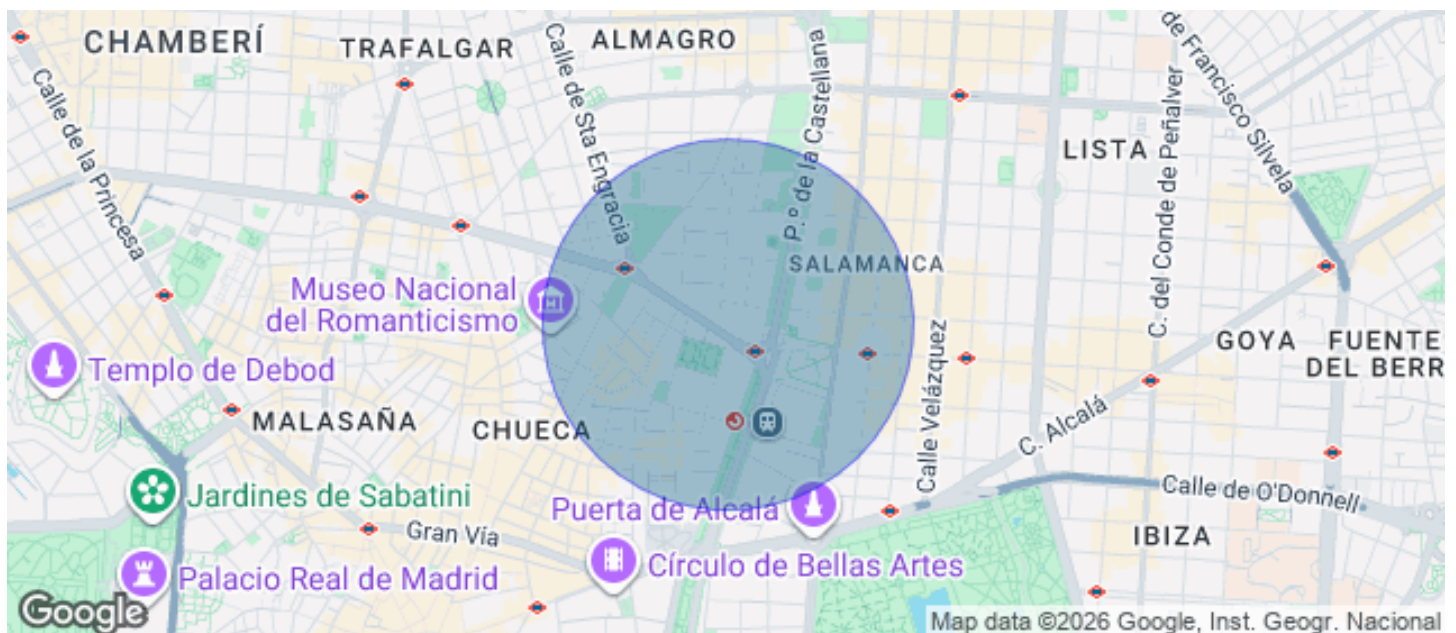 CHAMBERÍ
TRAFALGAR
ALMAGRO
Calle de Sta Engracia
P.º de la Castellana
de Francisco Silvela
Calle de la Princesa
LISTA
C. del Conde de Peñalver
SALAMANCA
Museo Nacional
del Romanticismo
Templo de Debod
MALASAÑA
CHUECA
Calle Velázquez
GOYA
FUENTE
DEL BERR
C. Alcalá
Jardines de Sabatini
Gran Vía
Puerta de Alcalá
Calle de O'Donnell
IBIZA
Palacio Real de Madrid
Círculo de Bellas Artes
Google
Map data ©2026 Google, Inst. Geogr. Nacional